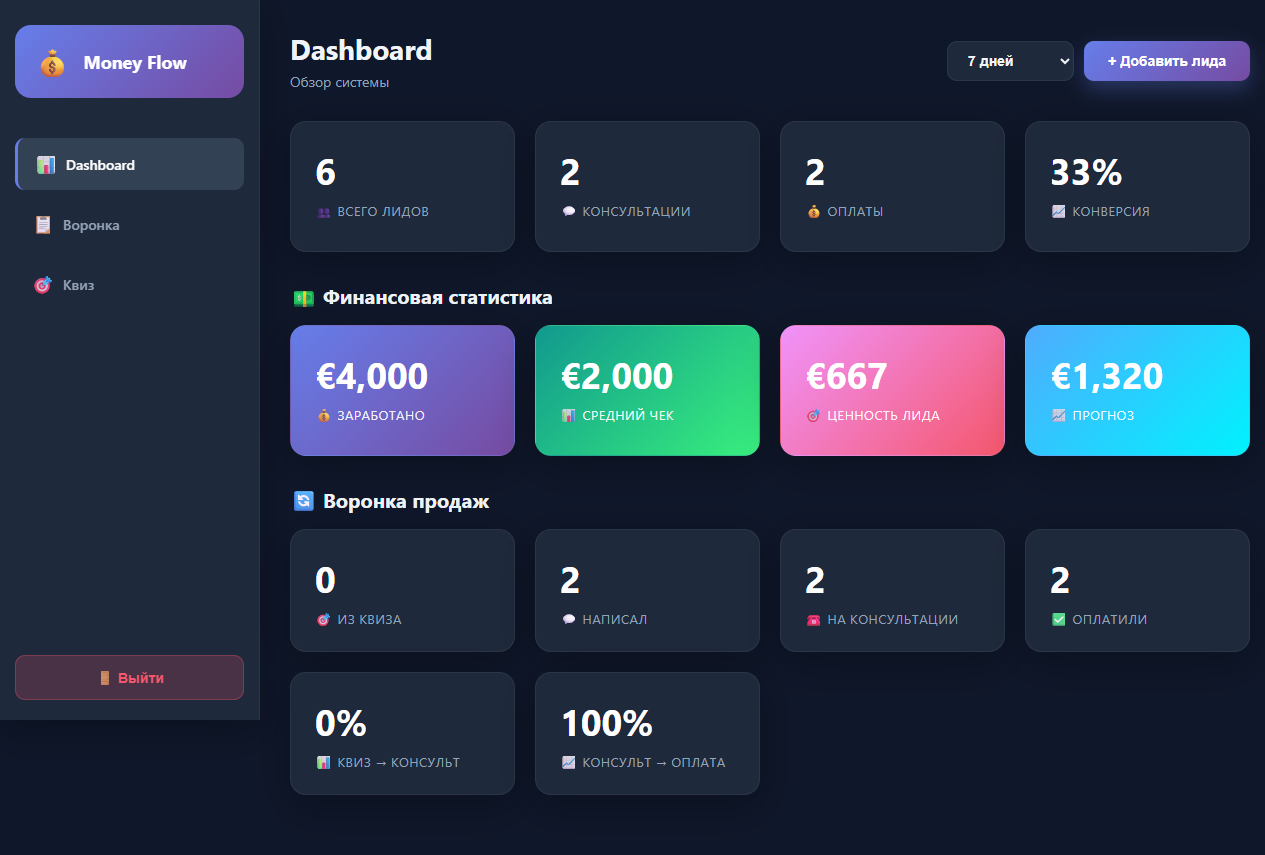 Money Flow
Dashboard
Воронка
Квиз
Выйти
Dashboard
Обзор системы
7 дней
+ Добавить лида
6
ВСЕГО ЛИДОВ
2
КОНСУЛЬТАЦИИ
2
ОПЛАТЫ
33%
КОНВЕРСИЯ
Финансовая статистика
€4,000
ЗАРАБОТАНО
€2,000
СРЕДНИЙ ЧЕК
€667
ЦЕННОСТЬ ЛИДА
€1,320
ПРОГНОЗ
Воронка продаж
0
ИЗ КВИЗА
2
НАПИСАЛ
2
НА КОНСУЛЬТАЦИИ
2
ОПЛАТИЛИ
0%
КВИЗ → КОНСУЛЬТ
100%
КОНСУЛЬТ → ОПЛАТА